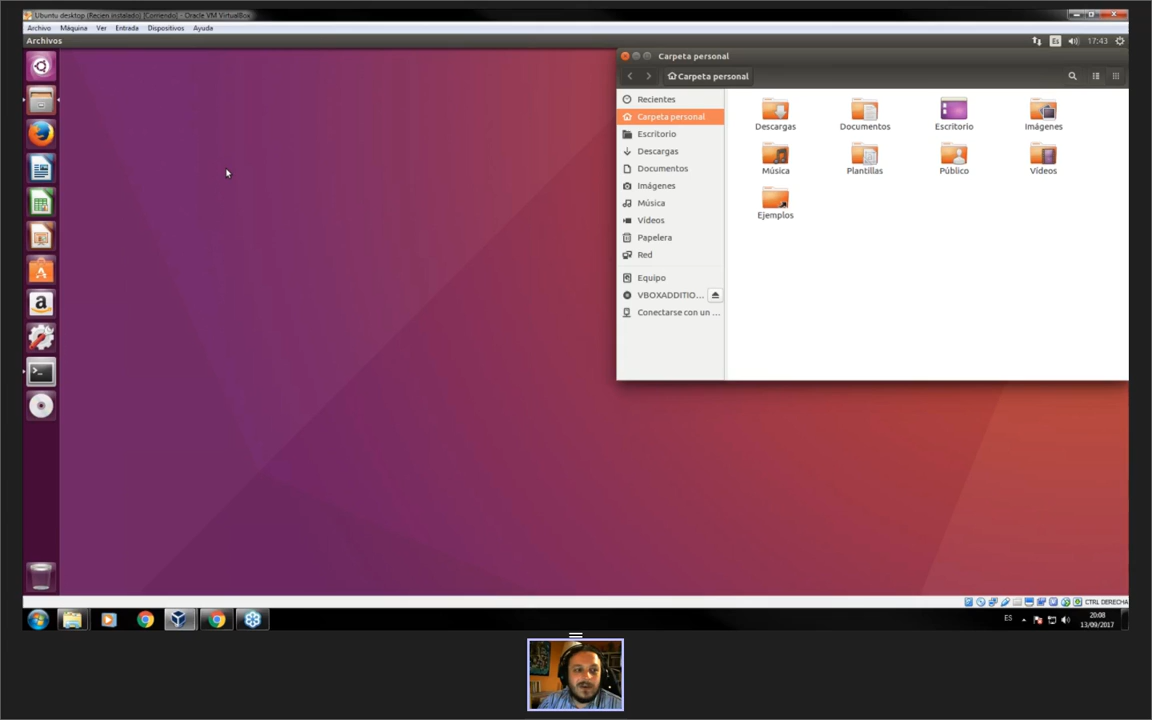 Ubuntu desktop (Recien instalado) [Corriendo] - Oracle VM VirtualBox
Archivo Máquina Ver Entrada Dispositivos Ayuda
Archivos
Es 17:43
Carpeta personal
Carpeta personal
Recientes
Carpeta personal
Escritorio
Descargas
Documentos
Imágenes
Música
Vídeos
Papelera
Red
Equipo
VBOXADDITIO...
Conectarse con un ...
Descargas Documentos Escritorio Imágenes
Música Plantillas Público Vídeos
Ejemplos
a
>_
CTRL DERECHA
ES 20:08
13/09/2017